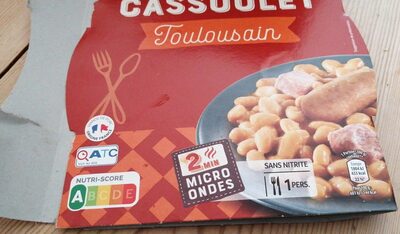 CASSOULET
Toulousain
QATC
2 MIN
MICRO
ONDES
SANS NITRITE
1 PERS.
NUTRI-SCORE
A B C D E